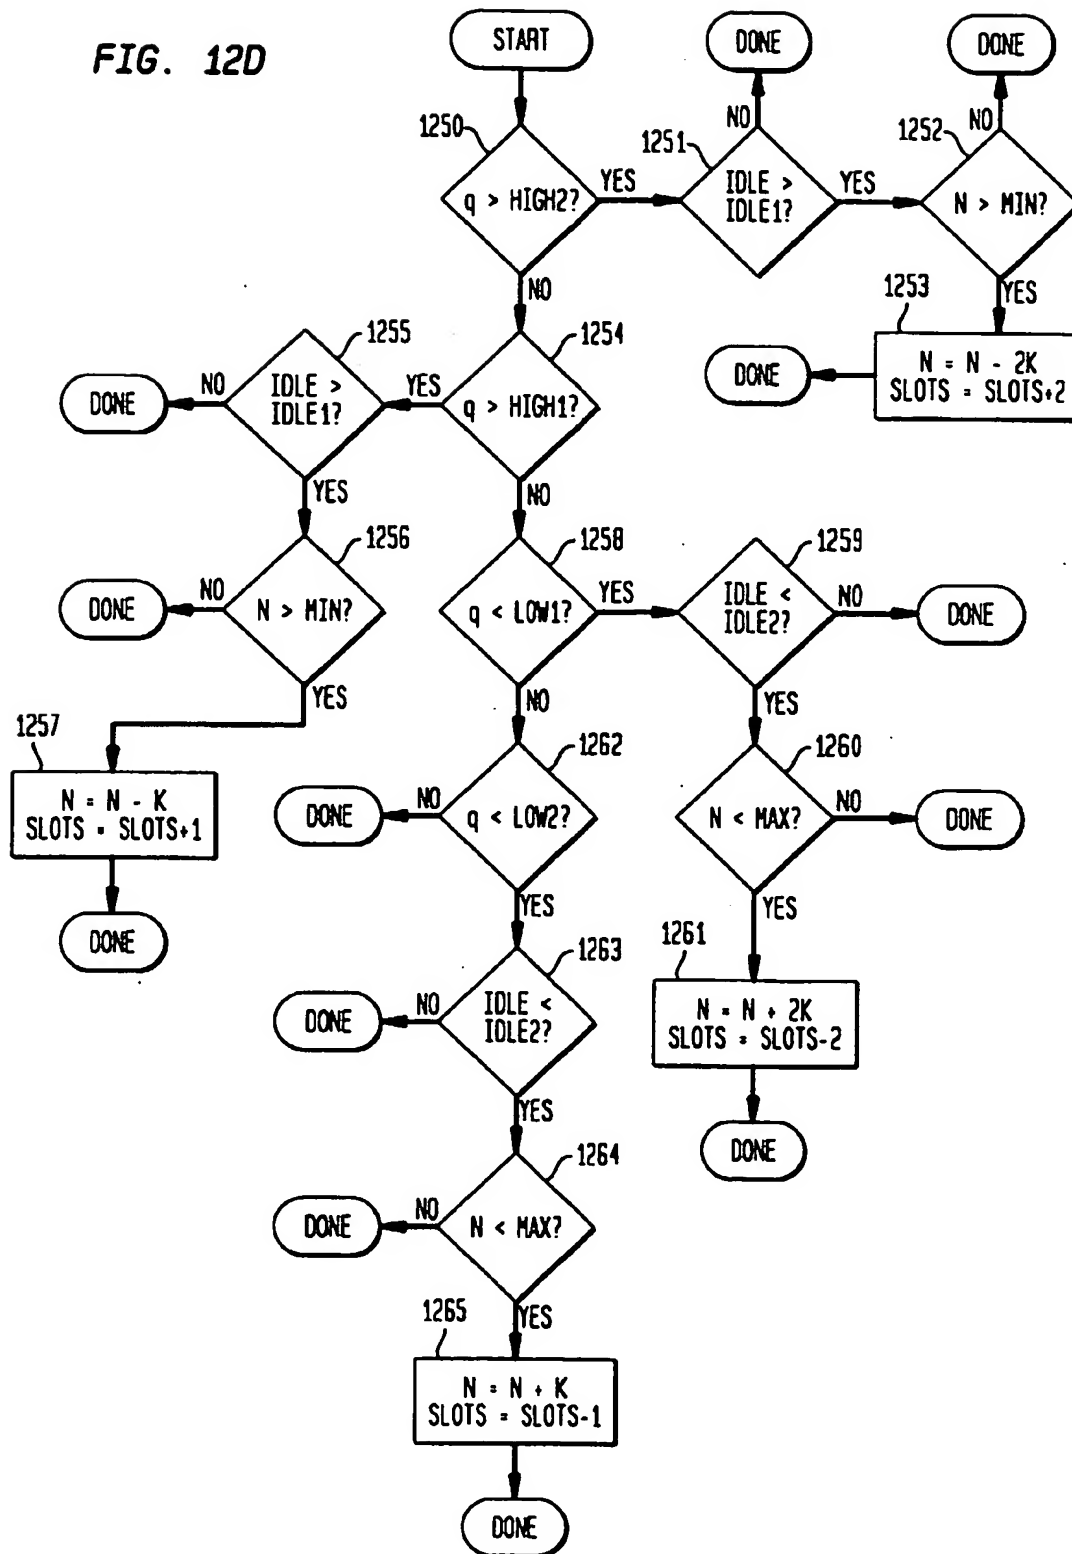 FIG. 12D
START
DONE
DONE
1250
q > HIGH2?
YES
NO
1251
IDLE >
IDLE1?
NO
YES
1252
N > MIN?
NO
YES
1253
N = N - 2K
SLOTS = SLOTS+2
DONE
1254
q > HIGH1?
YES
NO
1255
IDLE >
IDLE1?
NO
DONE
YES
1256
N > MIN?
NO
DONE
YES
1257
N = N - K
SLOTS = SLOTS+1
DONE
1258
q < LOW1?
YES
NO
1259
IDLE <
IDLE2?
NO
DONE
YES
1260
N < MAX?
NO
DONE
YES
1261
N = N + 2K
SLOTS = SLOTS-2
DONE
1262
q < LOW2?
NO
DONE
YES
1263
IDLE <
IDLE2?
NO
DONE
YES
1264
N < MAX?
NO
DONE
YES
1265
N = N + K
SLOTS = SLOTS-1
DONE